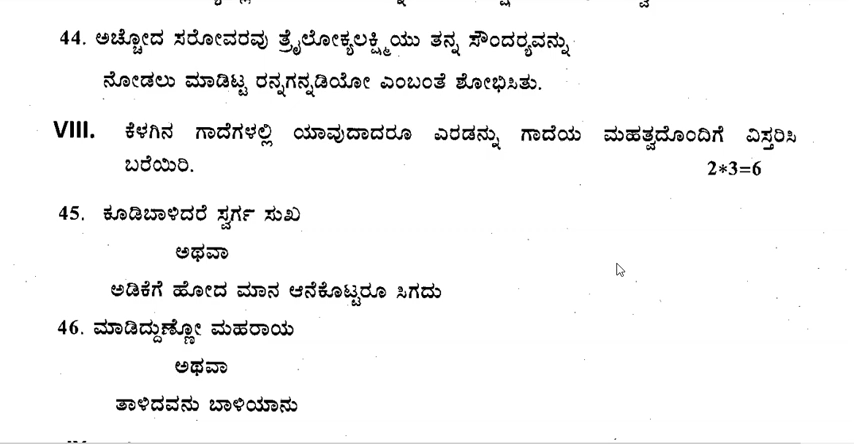 44. ಅಚ್ಚೋದ ಸರೋವರವು ತ್ರೈಲೋಕ್ಯಲಕ್ಷ್ಮಿಯು ತನ್ನ ಸೌಂದರ‍್ಯವನ್ನು
ನೋಡಲು ಮಾಡಿಟ್ಟ ರನ್ನಗನ್ನಡಿಯೋ ಎಂಬಂತೆ ಶೋಭಿಸಿತು.
VIII. ಕೆಳಗಿನ ಗಾದೆಗಳಲ್ಲಿ ಯಾವುದಾದರೂ ಎರಡನ್ನು ಗಾದೆಯ ಮಹತ್ವದೊಂದಿಗೆ ವಿಸ್ತರಿಸಿ
ಬರೆಯಿರಿ. 2*3=6
45. ಕೂಡಿಬಾಳಿದರೆ ಸ್ವರ್ಗ ಸುಖ
ಅಥವಾ
ಅಡಿಕೆಗೆ ಹೋದ ಮಾನ ಆನೆಕೊಟ್ಟರೂ ಸಿಗದು
46. ಮಾಡಿದ್ದುಣ್ಣೋ ಮಹರಾಯ
ಅಥವಾ
ತಾಳಿದವನು ಬಾಳಿಯಾನು